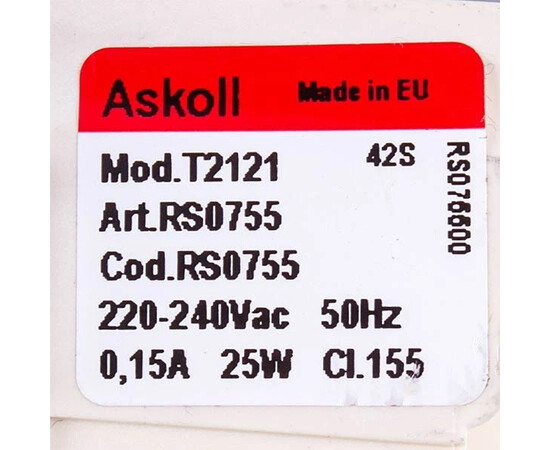 Askoll Made in EU
Mod.T2121 42S
Art.RS0755
Cod.RS0755
220-240Vac 50Hz
0,15A 25W Cl.155